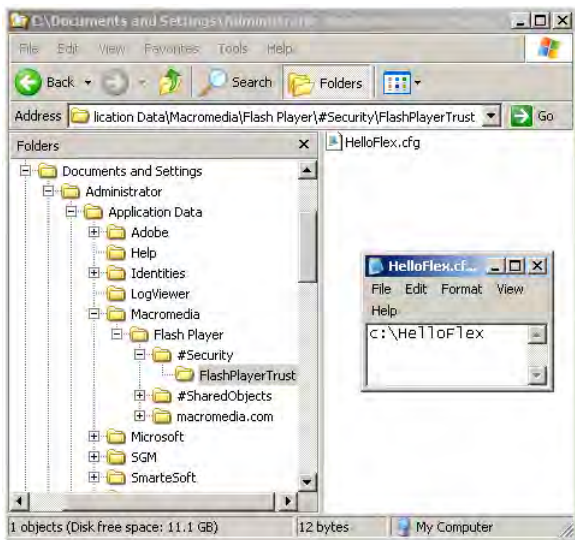 C:\Documents and Settings\Administrator
File Edit View Favorites Tools Help
Back Search Folders
Address lication Data\Macromedia\Flash Player\#Security\FlashPlayerTrust Go
Folders x
HelloFlex.cfg
Documents and Settings
Administrator
Application Data
Adobe
Help
Identities
LogViewer
Macromedia
Flash Player
#Security
FlashPlayerTrust
#SharedObjects
macromedia.com
Microsoft
SGM
SmarteSoft
HelloFlex.cf...
File Edit Format View
Help
c:\HelloFlex
1 objects (Disk free space: 11.1 GB) 12 bytes My Computer